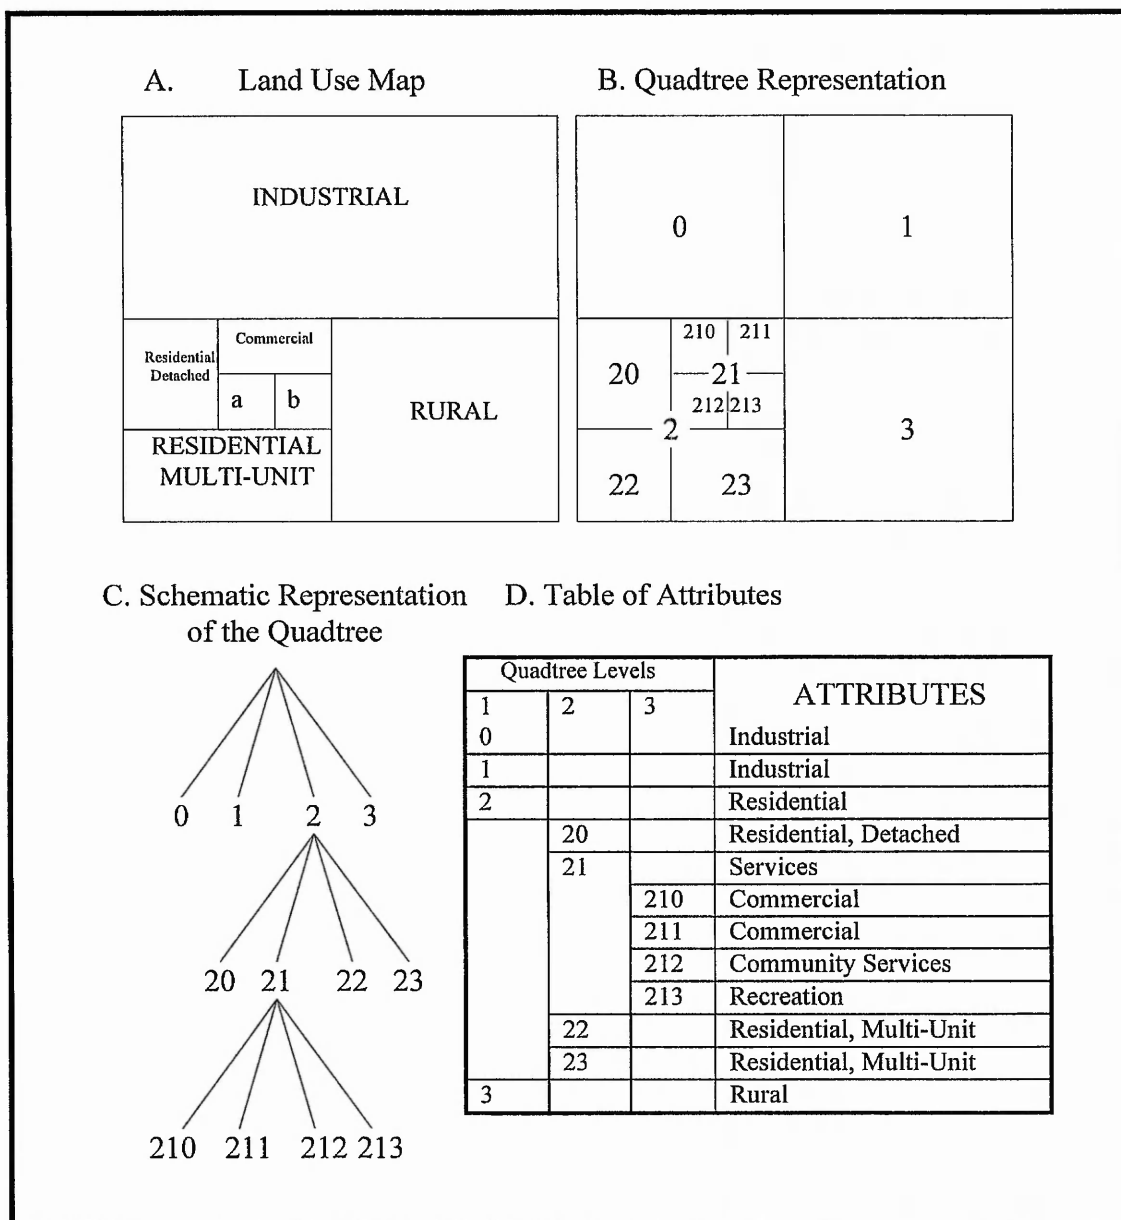 A. Land Use Map
INDUSTRIAL
Residential
Detached
Commercial
a b
RURAL
RESIDENTIAL
MULTI-UNIT
B. Quadtree Representation
0 1
210 211
20 21
212 213
2 3
22 23
C. Schematic Representation
of the Quadtree
0 1 2 3
20 21 22 23
210 211 212 213
D. Table of Attributes
Quadtree Levels ATTRIBUTES
1 2 3
0 Industrial
1 Industrial
2 Residential
20 Residential, Detached
21 Services
210 Commercial
211 Commercial
212 Community Services
213 Recreation
22 Residential, Multi-Unit
23 Residential, Multi-Unit
3 Rural